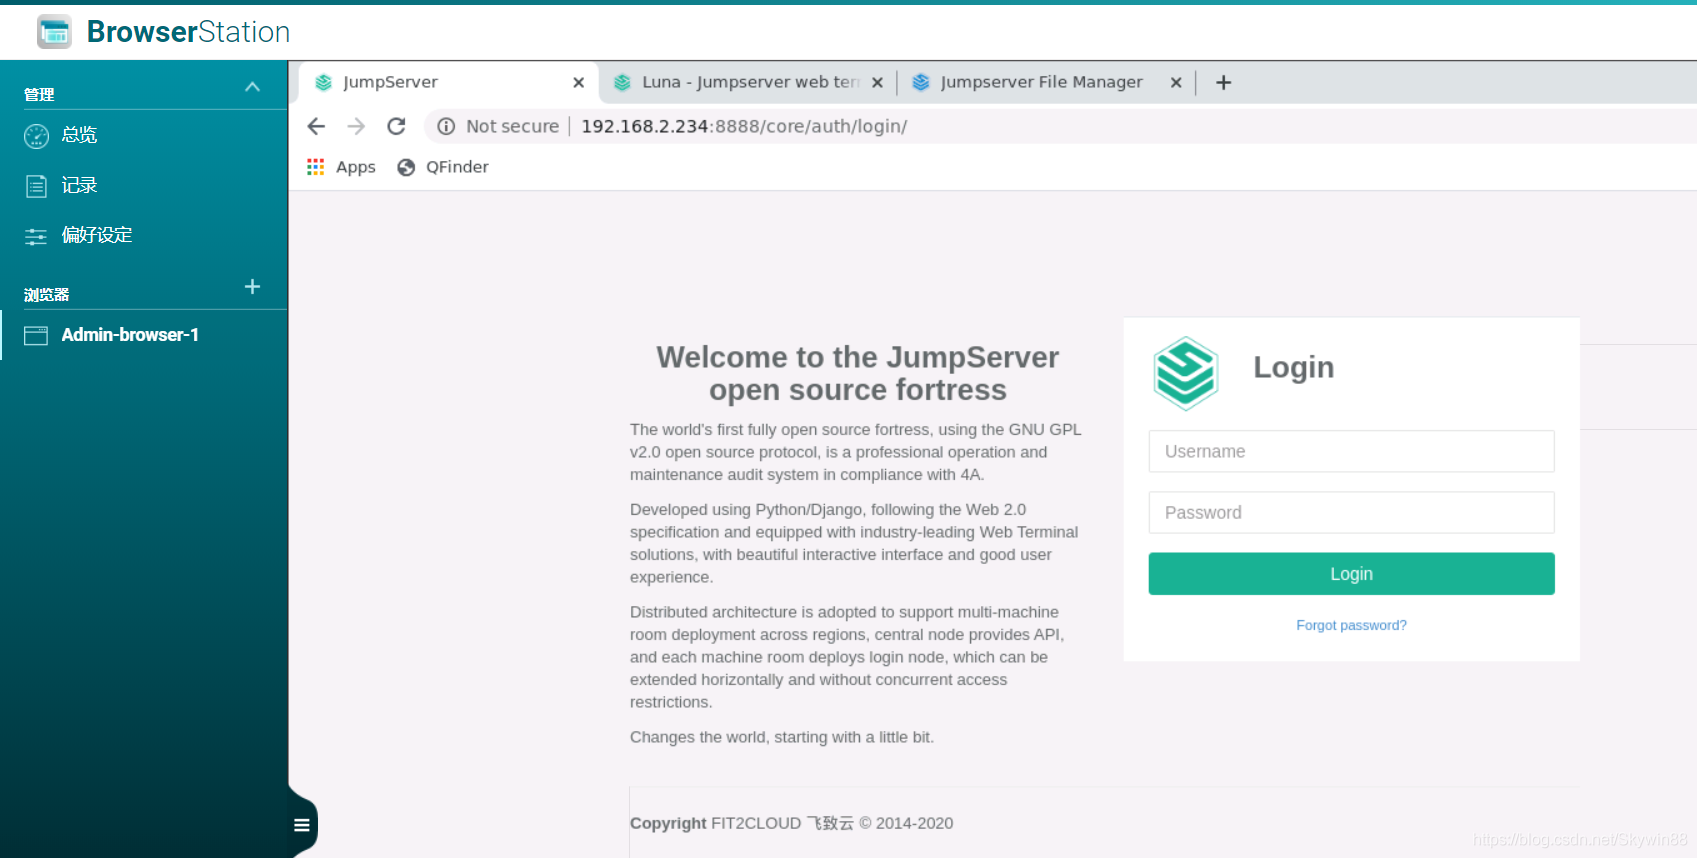 BrowserStation
管理
总览
记录
偏好设定
浏览器
Admin-browser-1
JumpServer
Luna - Jumpserver web ter
Jumpserver File Manager
Not secure
192.168.2.234:8888/core/auth/login/
Apps
QFinder
Welcome to the JumpServer
open source fortress
The world's first fully open source fortress, using the GNU GPL
v2.0 open source protocol, is a professional operation and
maintenance audit system in compliance with 4A.
Developed using Python/Django, following the Web 2.0
specification and equipped with industry-leading Web Terminal
solutions, with beautiful interactive interface and good user
experience.
Distributed architecture is adopted to support multi-machine
room deployment across regions, central node provides API,
and each machine room deploys login node, which can be
extended horizontally and without concurrent access
restrictions.
Changes the world, starting with a little bit.
Login
Username
Password
Login
Forgot password?
Copyright FIT2CLOUD 飞致云 © 2014-2020
https://blog.csdn.net/Skywin88